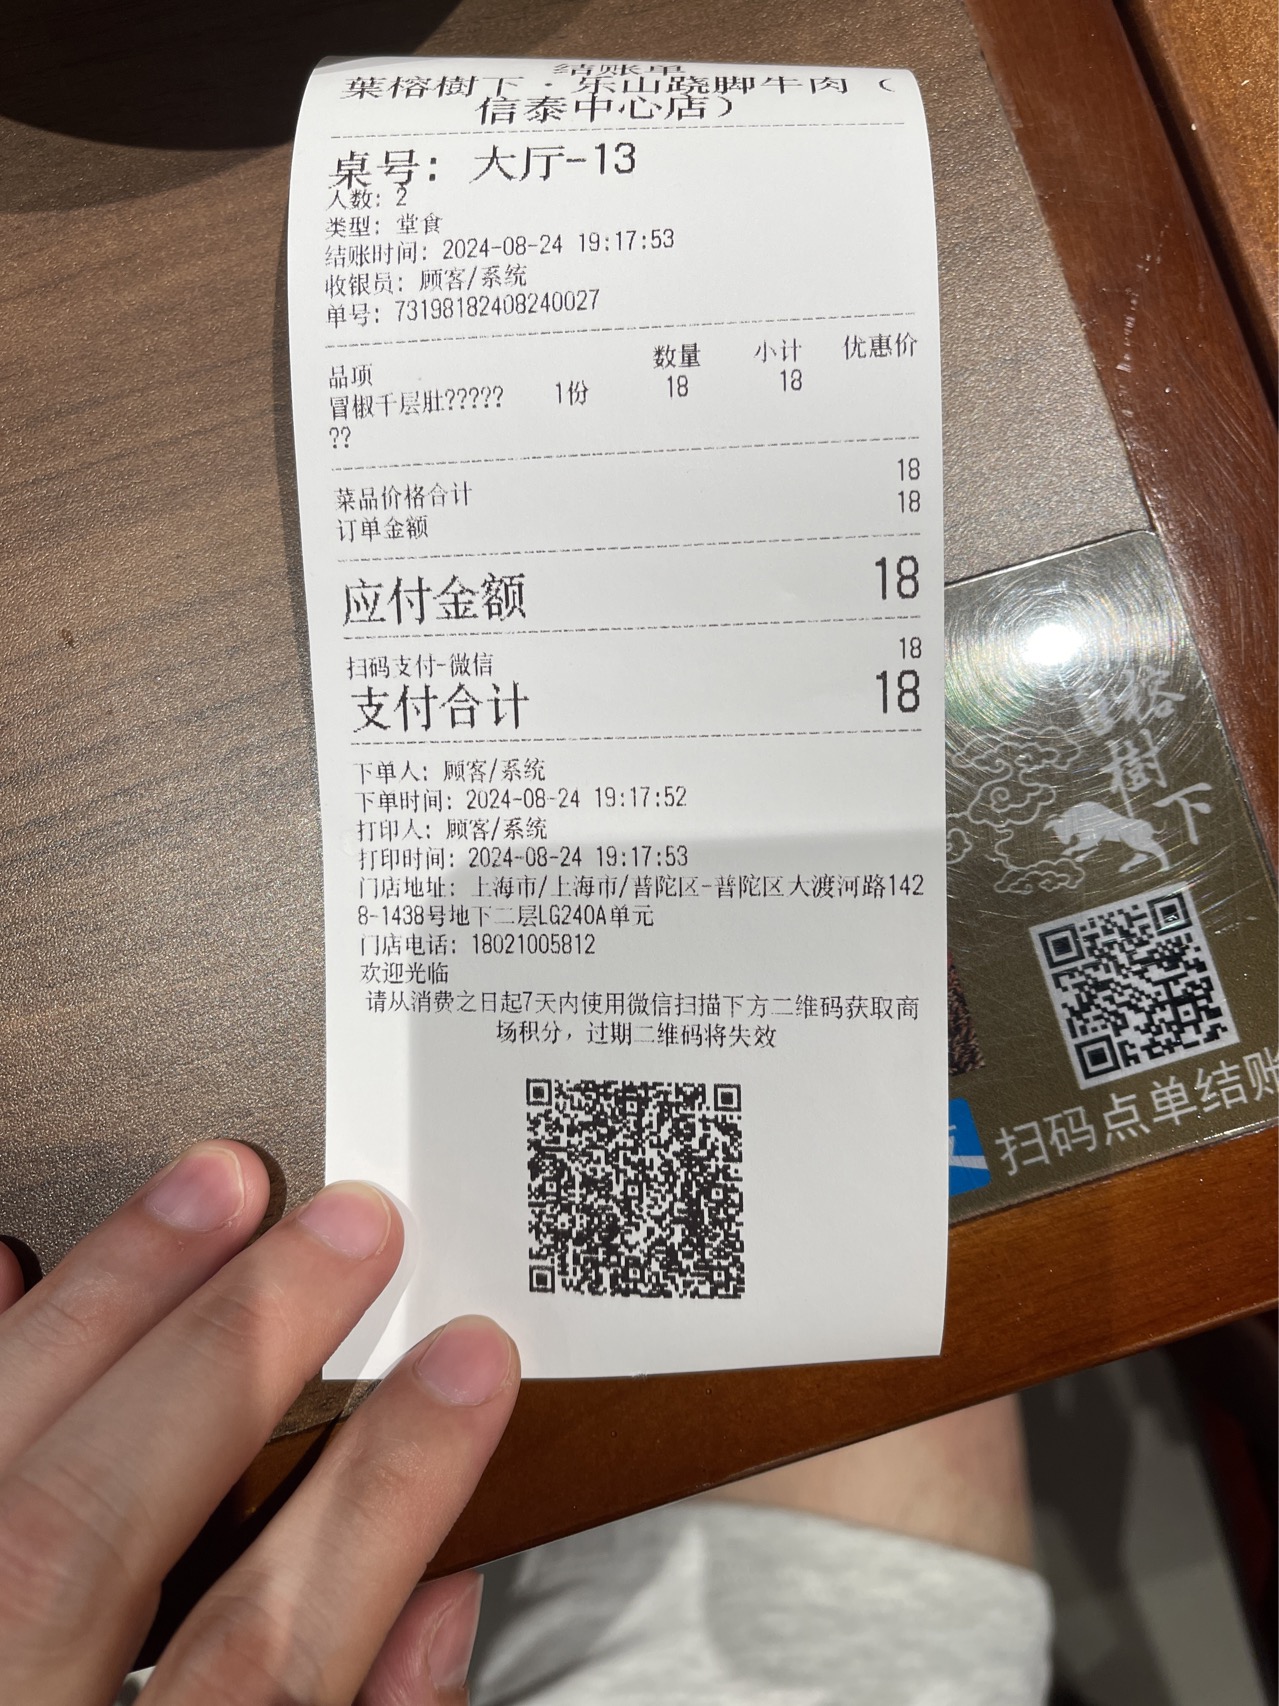 结账单
葉榕樹下·乐山跷脚牛肉（
信泰中心店）
桌号：大厅-13
人数：2
类型：堂食
结账时间：2024-08-24 19:17:53
收银员：顾客/系统
单号：73198182408240027
品项 数量 小计 优惠价
冒椒千层肚????? 1份 18 18
??
菜品价格合计 18
订单金额 18
应付金额 18
扫码支付-微信 18
支付合计 18
下单人：顾客/系统
下单时间：2024-08-24 19:17:52
打印人：顾客/系统
打印时间：2024-08-24 19:17:53
门店地址：上海市/上海市/普陀区-普陀区大渡河路142
8-1438号地下二层LG240A单元
门店电话：18021005812
欢迎光临
请从消费之日起7天内使用微信扫描下方二维码获取商
场积分，过期二维码将失效
榕
樹
下
扫码点单结账